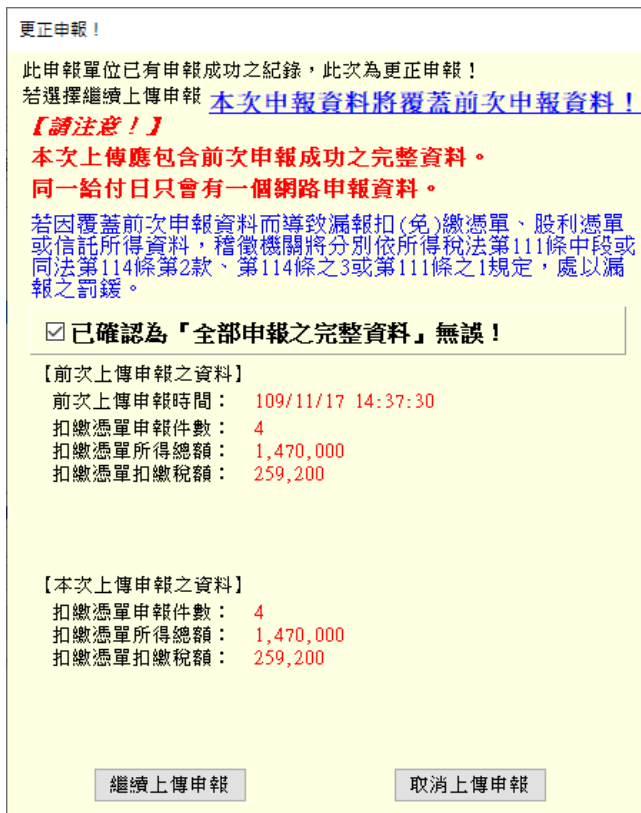 更正申報！
此申報單位已有申報成功之紀錄，此次為更正申報！
若選擇繼續上傳申報 本次申報資料將覆蓋前次申報資料！
【請注意！】
本次上傳應包含前次申報成功之完整資料。
同一給付日只會有一個網路申報資料。
若因覆蓋前次申報資料而導致漏報扣(免)繳憑單、股利憑單
或信託所得資料，稽徵機關將分別依所得稅法第111條中段或
同法第114條第2款、第114條之3或第111條之1規定，處以漏
報之罰鍰。
已確認為「全部申報之完整資料」無誤！
【前次上傳申報之資料】
前次上傳申報時間： 109/11/17 14:37:30
扣繳憑單申報件數： 4
扣繳憑單所得總額： 1,470,000
扣繳憑單扣繳稅額： 259,200
【本次上傳申報之資料】
扣繳憑單申報件數： 4
扣繳憑單所得總額： 1,470,000
扣繳憑單扣繳稅額： 259,200
繼續上傳申報 取消上傳申報